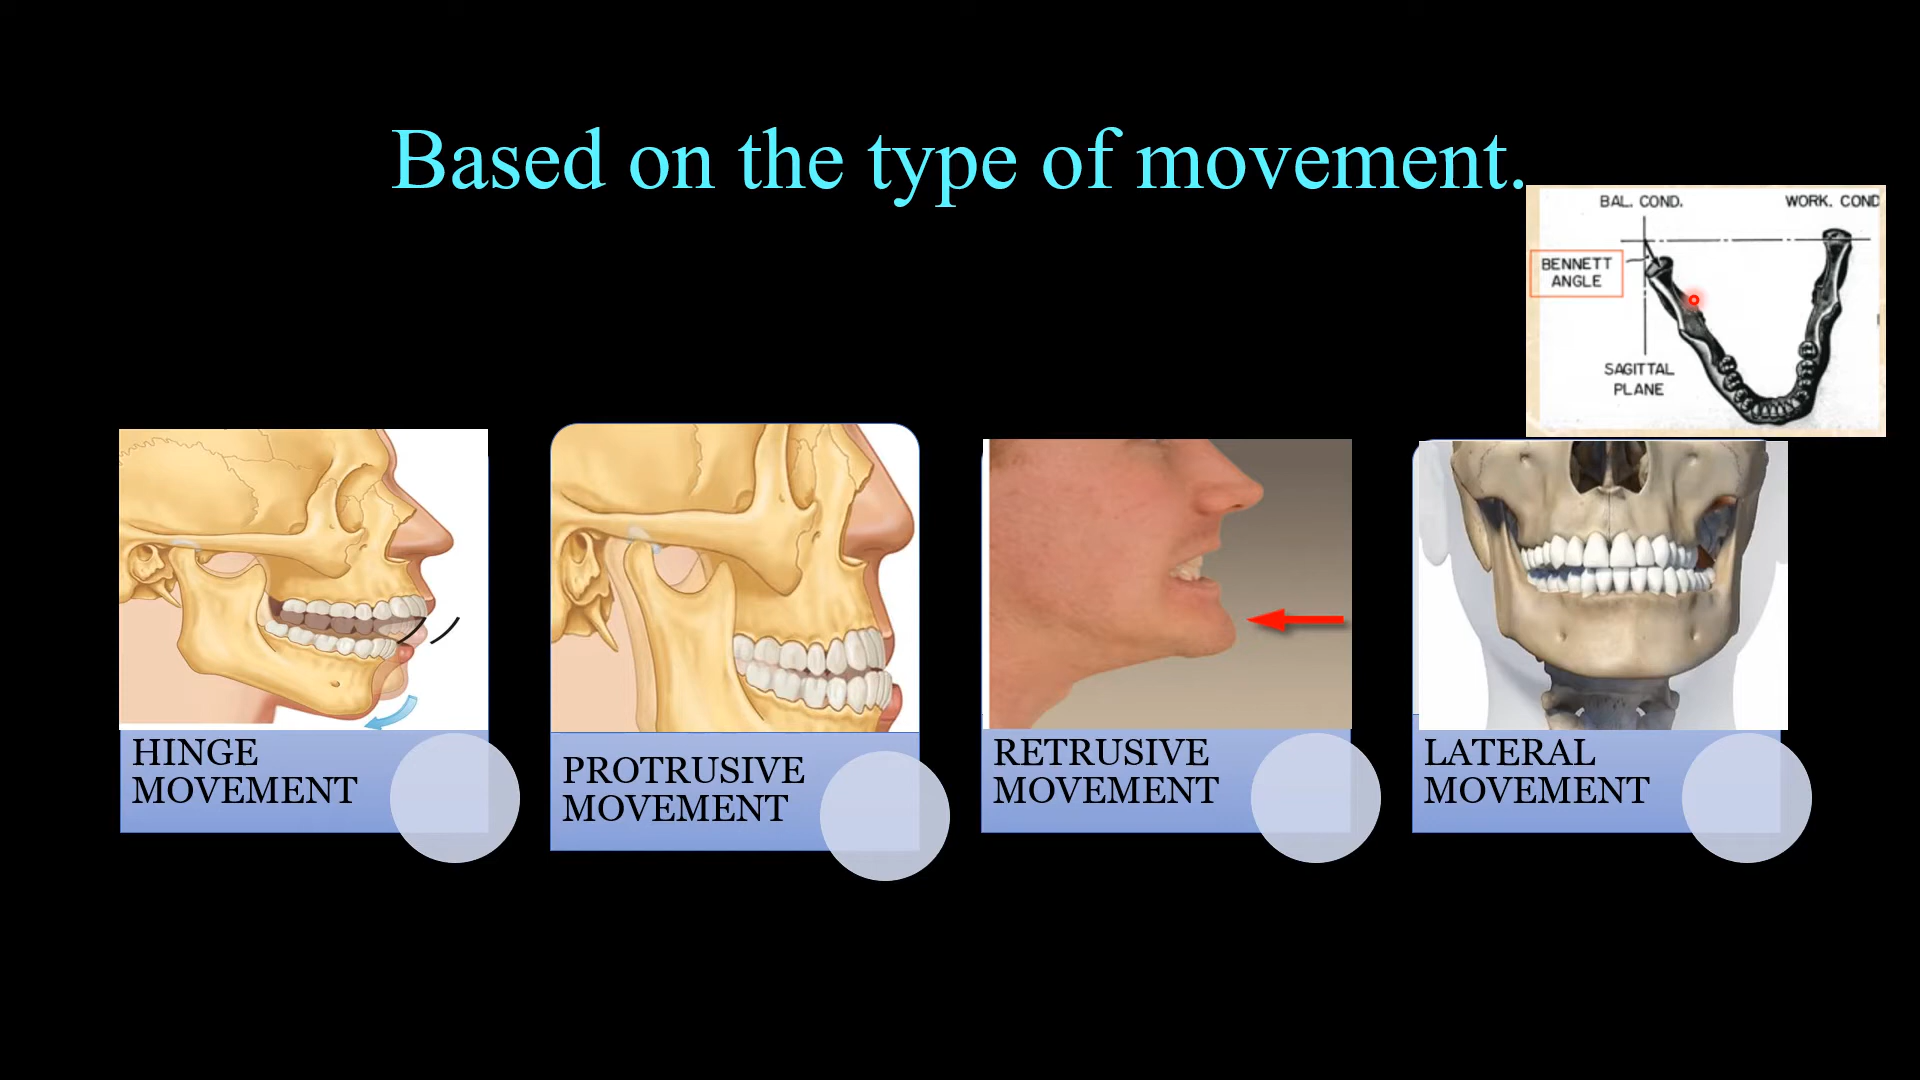 Based on the type of movement.
BAL. COND.
WORK. COND
BENNETT
ANGLE
SAGITTAL
PLANE
HINGE
MOVEMENT
PROTRUSIVE
MOVEMENT
RETRUSIVE
MOVEMENT
LATERAL
MOVEMENT